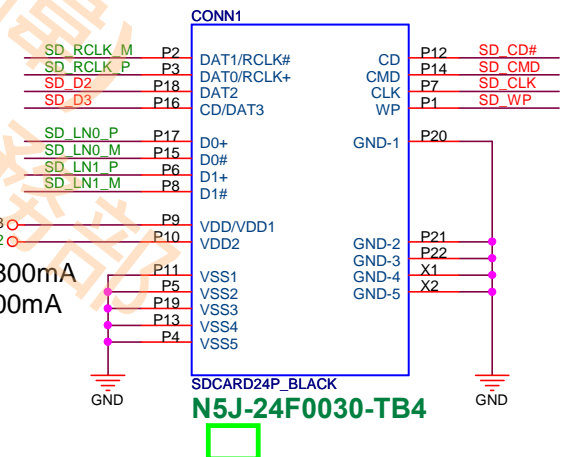 CONN1
SD_RCLK_M P2 DAT1/RCLK# CD P12 SD_CD#
SD_RCLK_P P3 DAT0/RCLK+ CMD P14 SD_CMD
SD_D2 P18 DAT2 CLK P7 SD_CLK
SD_D3 P16 CD/DAT3 WP P1 SD_WP
SD_LN0_P P17 D0+ GND-1 P20
SD_LN0_M P15 D0#
SD_LN1_P P6 D1+
SD_LN1_M P8 D1#
3 P9 VDD/VDD1
2 P10 VDD2 GND-2 P21
GND-3 P22
300mA P11 VSS1 GND-4 X1
P5 VSS2 GND-5 X2
00mA P19 VSS3
P13 VSS4
P4 VSS5
SDCARD24P_BLACK
GND GND
N5J-24F0030-TB4